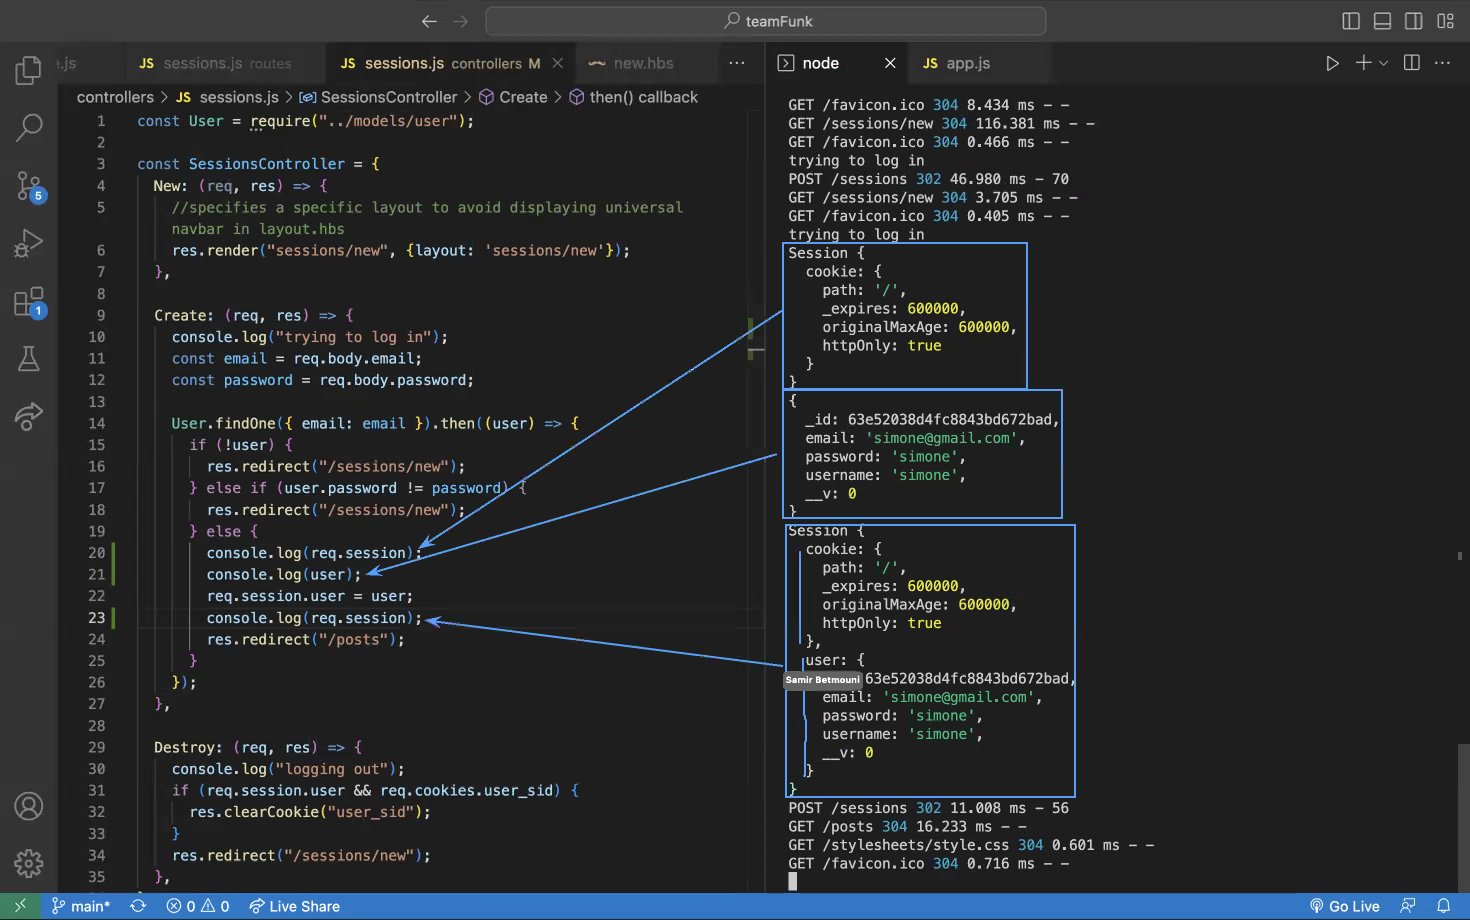 teamFunk
e.js
JS sessions.js routes
JS sessions.js controllers M
new.hbs
controllers > JS sessions.js > SessionsController > Create > then() callback
1 const User = require("../models/user");
2
3 const SessionsController = {
4 New: (req, res) => {
5 //specifies a specific layout to avoid displaying universal
navbar in layout.hbs
6 res.render("sessions/new", {layout: 'sessions/new'});
7 },
8
9 Create: (req, res) => {
10 console.log("trying to log in");
11 const email = req.body.email;
12 const password = req.body.password;
13
14 User.findOne({ email: email }).then((user) => {
15 if (!user) {
16 res.redirect("/sessions/new");
17 } else if (user.password != password) {
18 res.redirect("/sessions/new");
19 } else {
20 console.log(req.session);
21 console.log(user);
22 req.session.user = user;
23 console.log(req.session);
24 res.redirect("/posts");
25 }
26 });
27 },
28
29 Destroy: (req, res) => {
30 console.log("logging out");
31 if (req.session.user && req.cookies.user_sid) {
32 res.clearCookie("user_sid");
33 }
34 res.redirect("/sessions/new");
35 },
node
JS app.js
GET /favicon.ico 304 8.434 ms - -
GET /sessions/new 304 116.381 ms - -
GET /favicon.ico 304 0.466 ms - -
trying to log in
POST /sessions 302 46.980 ms - 70
GET /sessions/new 304 3.705 ms - -
GET /favicon.ico 304 0.405 ms - -
trying to log in
Session {
cookie: {
path: '/',
_expires: 600000,
originalMaxAge: 600000,
httpOnly: true
}
}
{
_id: 63e52038d4fc8843bd672bad,
email: 'simone@gmail.com',
password: 'simone',
username: 'simone',
__v: 0
}
Session {
cookie: {
path: '/',
_expires: 600000,
originalMaxAge: 600000,
httpOnly: true
},
user: {
Samir Betmouni 63e52038d4fc8843bd672bad,
email: 'simone@gmail.com',
password: 'simone',
username: 'simone',
__v: 0
}
}
POST /sessions 302 11.008 ms - 56
GET /posts 304 16.233 ms - -
GET /stylesheets/style.css 304 0.601 ms - -
GET /favicon.ico 304 0.716 ms - -
5
1
main* 0 0 Live Share
Go Live